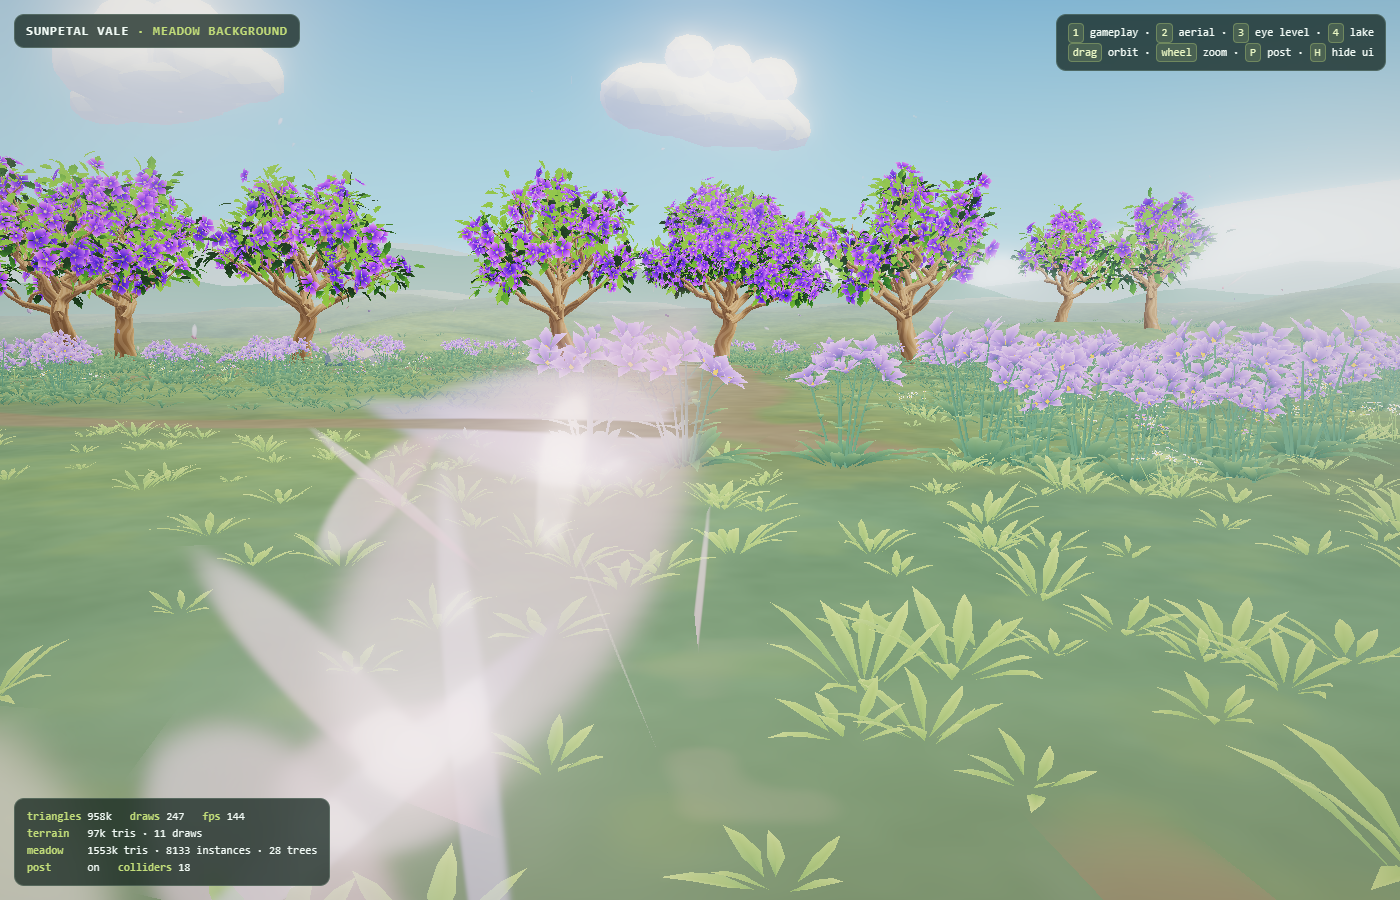 SUNPETAL VALE · MEADOW BACKGROUND
1 gameplay · 2 aerial · 3 eye level · 4 lake
drag orbit · wheel zoom · P post · H hide ui
triangles 958k draws 247 fps 144
terrain 97k tris · 11 draws
meadow 1553k tris · 8133 instances · 28 trees
post on colliders 18